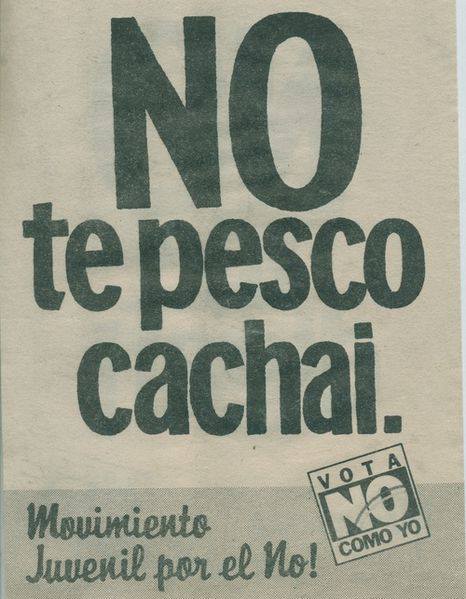 NO
te pesco
cachai.
Movimiento
Juvenil por el No!
VOTA
NO
COMO YO